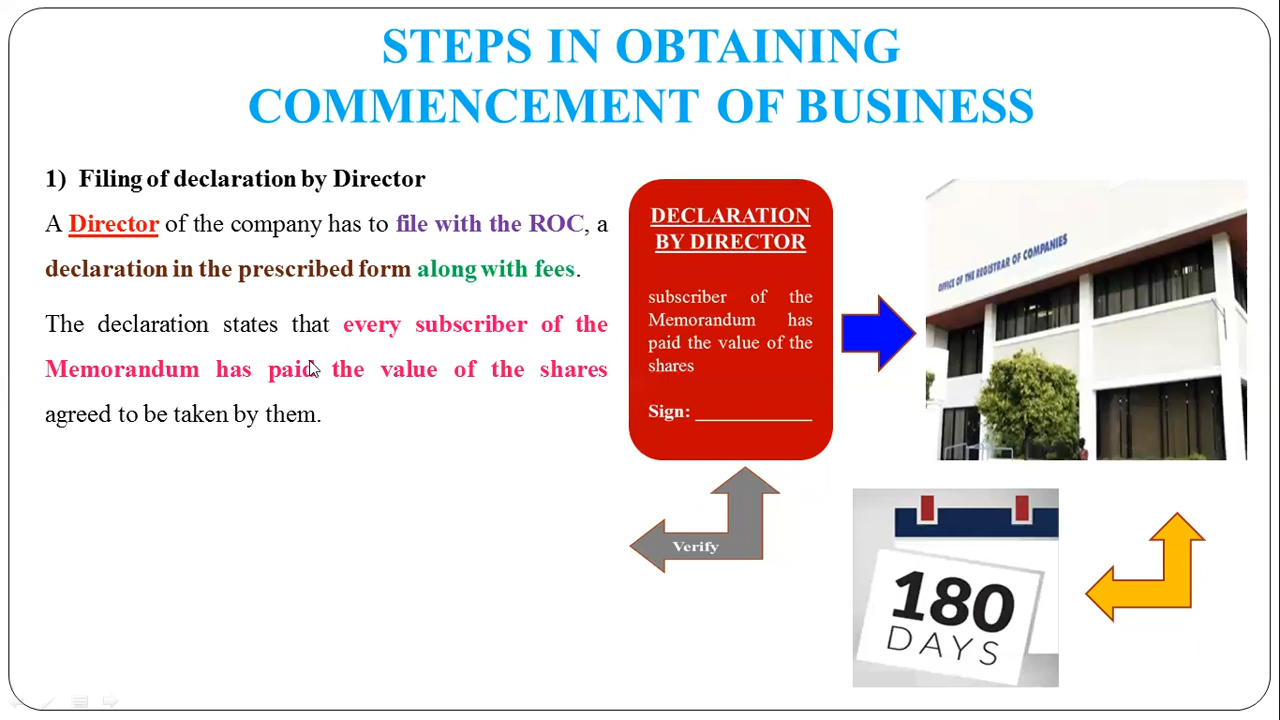 STEPS IN OBTAINING
COMMENCEMENT OF BUSINESS
1) Filing of declaration by Director
A Director of the company has to file with the ROC, a
declaration in the prescribed form along with fees.
The declaration states that every subscriber of the
Memorandum has paid the value of the shares
agreed to be taken by them.
DECLARATION
BY DIRECTOR
subscriber of the
Memorandum has
paid the value of the
shares
Sign: ____________
OFFICE OF THE REGISTRAR OF COMPANIES
Verify
180
DAYS